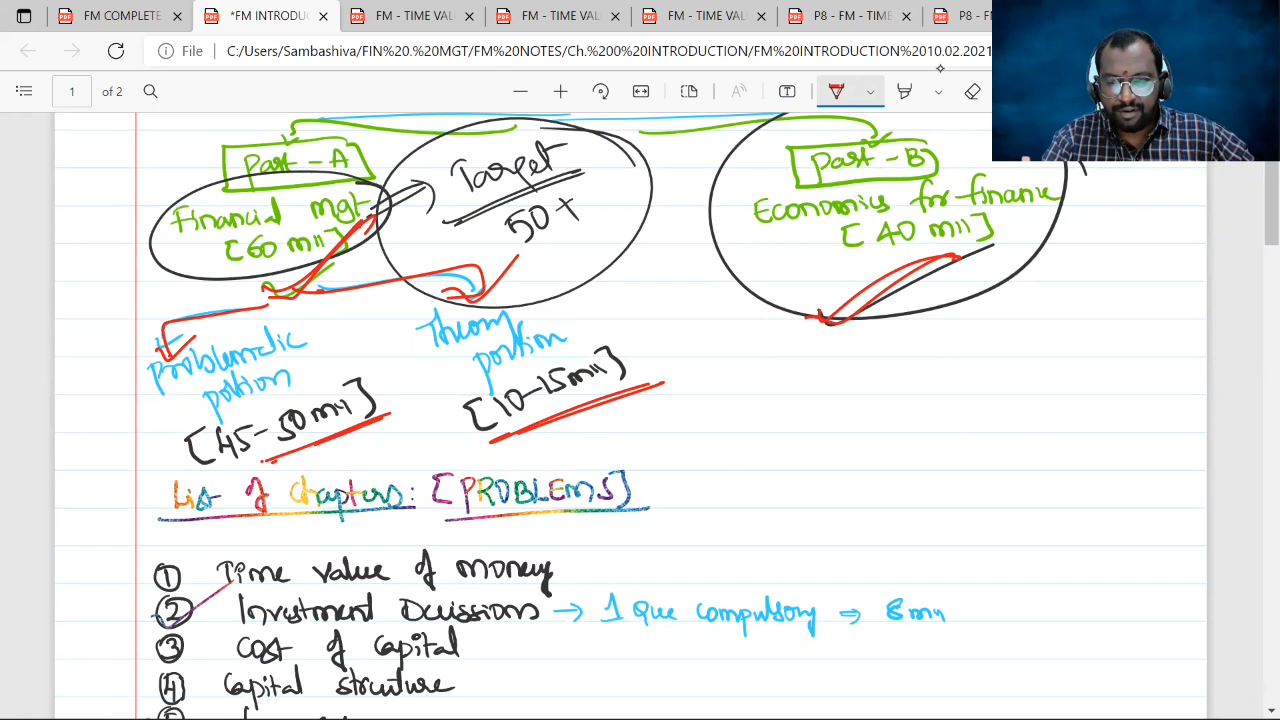 FM COMPLETE
*FM INTRODUC
FM - TIME VAL
FM - TIME VAL
FM - TIME VAL
P8 - FM - TIME
P8 - FM
File C:/Users/Sambashiva/FIN%20.%20MGT/FM%20NOTES/Ch.%200%20INTRODUCTION/FM%20INTRODUCTION%2010.02.2021
1 of 2
Part - A
Target
50+
Part - B
Financial Mgt
[60 m"]
Economics for finance
[40 m"]
problematic
portion
[45-50 m"]
theory
portion
[10-15 m"]
List of Chapters: [PROBLEMS]
① Time value of money
② Investment Decissions → 1 Que compulsory ⇒ 8 m"
③ Cost of Capital
④ Capital structure